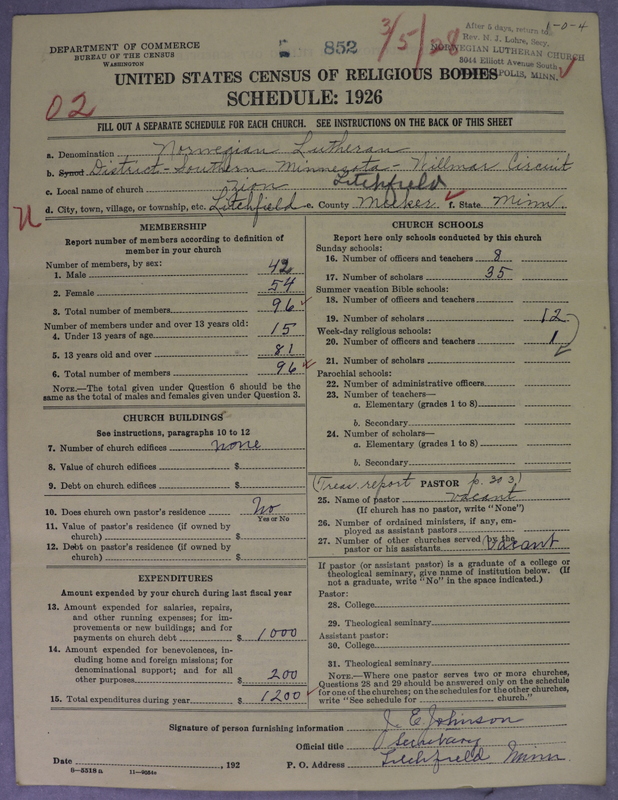 1-0-4
After 5 days, return to
Rev. N. J. Lohre, Secy.
NORWEGIAN LUTHERAN CHURCH
3944 Elliott Avenue South
MINNEAPOLIS, MINN.
DEPARTMENT OF COMMERCE
BUREAU OF THE CENSUS
WASHINGTON
852
3/5/28
UNITED STATES CENSUS OF RELIGIOUS BODIES
SCHEDULE: 1926
02
FILL OUT A SEPARATE SCHEDULE FOR EACH CHURCH. SEE INSTRUCTIONS ON THE BACK OF THIS SHEET
a. Denomination Norwegian Lutheran
b. Synod District - Southern Minnesota - Willmar Circuit
c. Local name of church Zion Litchfield
d. City, town, village, or township, etc. Litchfield e. County Meeker f. State Minn.
MEMBERSHIP
Report number of members according to definition of
member in your church
Number of members, by sex:
1. Male 42
2. Female 54
3. Total number of members 96
Number of members under and over 13 years old:
4. Under 13 years of age 15
5. 13 years old and over 81
6. Total number of members 96
NOTE.—The total given under Question 6 should be the
same as the total of males and females given under Question 3.
CHURCH BUILDINGS
See instructions, paragraphs 10 to 12
7. Number of church edifices none
8. Value of church edifices $
9. Debt on church edifices $
10. Does church own pastor's residence No
Yes or No
11. Value of pastor's residence (if owned by
church) $
12. Debt on pastor's residence (if owned by
church) $
EXPENDITURES
Amount expended by your church during last fiscal year
13. Amount expended for salaries, repairs,
and other running expenses; for im-
provements or new buildings; and for
payments on church debt $ 1000
14. Amount expended for benevolences, in-
cluding home and foreign missions; for
denominational support; and for all
other purposes $ 200
15. Total expenditures during year $ 1200
CHURCH SCHOOLS
Report here only schools conducted by this church
Sunday schools:
16. Number of officers and teachers 8
17. Number of scholars 35
Summer vacation Bible schools:
18. Number of officers and teachers
19. Number of scholars 12
Week-day religious schools:
20. Number of officers and teachers 1
21. Number of scholars
Parochial schools:
22. Number of administrative officers
23. Number of teachers—
a. Elementary (grades 1 to 8)
b. Secondary
24. Number of scholars—
a. Elementary (grades 1 to 8)
b. Secondary
(Treas. report PASTOR p. 303)
25. Name of pastor vacant
(If church has no pastor, write "None")
26. Number of ordained ministers, if any, em-
ployed as assistant pastors
27. Number of other churches served by the
pastor or his assistants Vacant
If pastor (or assistant pastor) is a graduate of a college or
theological seminary, give name of institution below. (If
not a graduate, write "No" in the space indicated.)
Pastor:
28. College
29. Theological seminary
Assistant pastor:
30. College
31. Theological seminary
NOTE.—Where one pastor serves two or more churches,
Questions 28 and 29 should be answered only on the schedule
for one of the churches; on the schedules for the other churches,
write "See schedule for church."
Signature of person furnishing information J. E. Johnson
Official title Secretary
Date , 192 P. O. Address Litchfield Minn.
8-5518 a 11-9084a